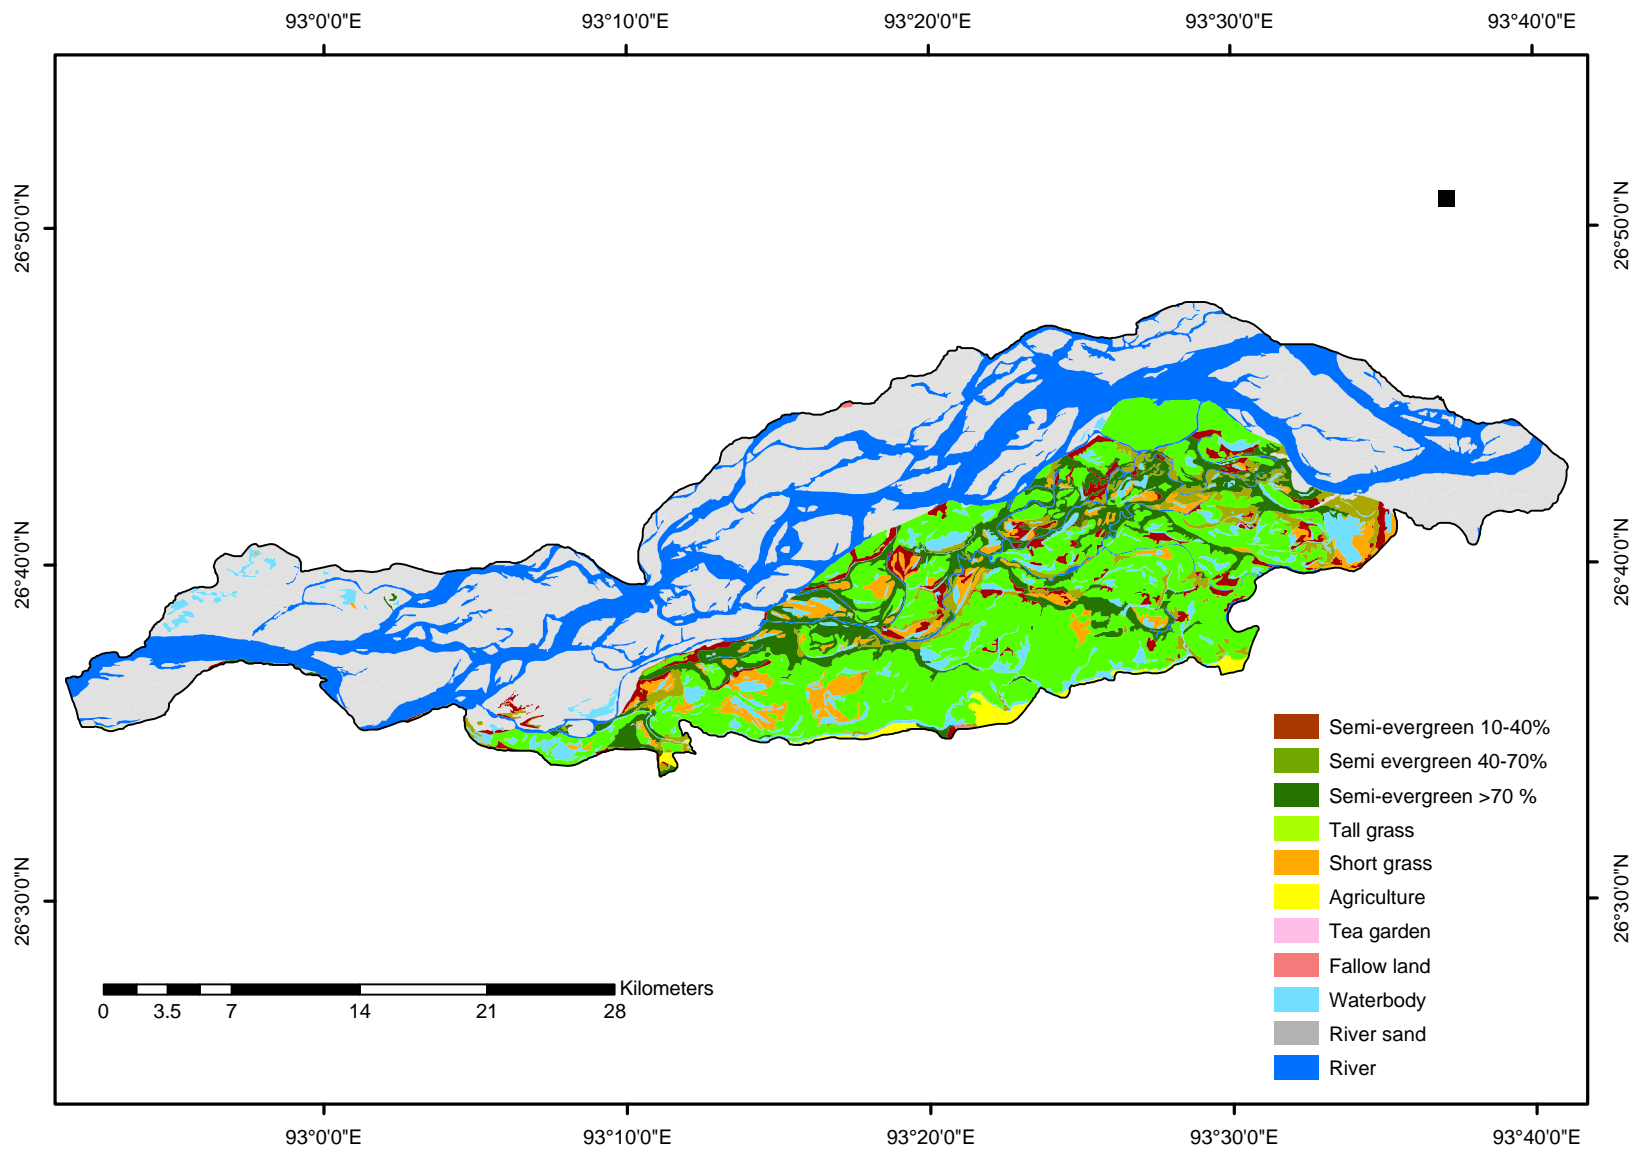 93°0'0"E 93°10'0"E 93°20'0"E 93°30'0"E 93°40'0"E
26°50'0"N
26°50'0"N
26°40'0"N
26°40'0"N
26°30'0"N
26°30'0"N
Semi-evergreen 10-40%
Semi evergreen 40-70%
Semi-evergreen >70 %
Tall grass
Short grass
Agriculture
Tea garden
Fallow land
Waterbody
River sand
River
Kilometers
0 3.5 7 14 21 28
93°0'0"E 93°10'0"E 93°20'0"E 93°30'0"E 93°40'0"E